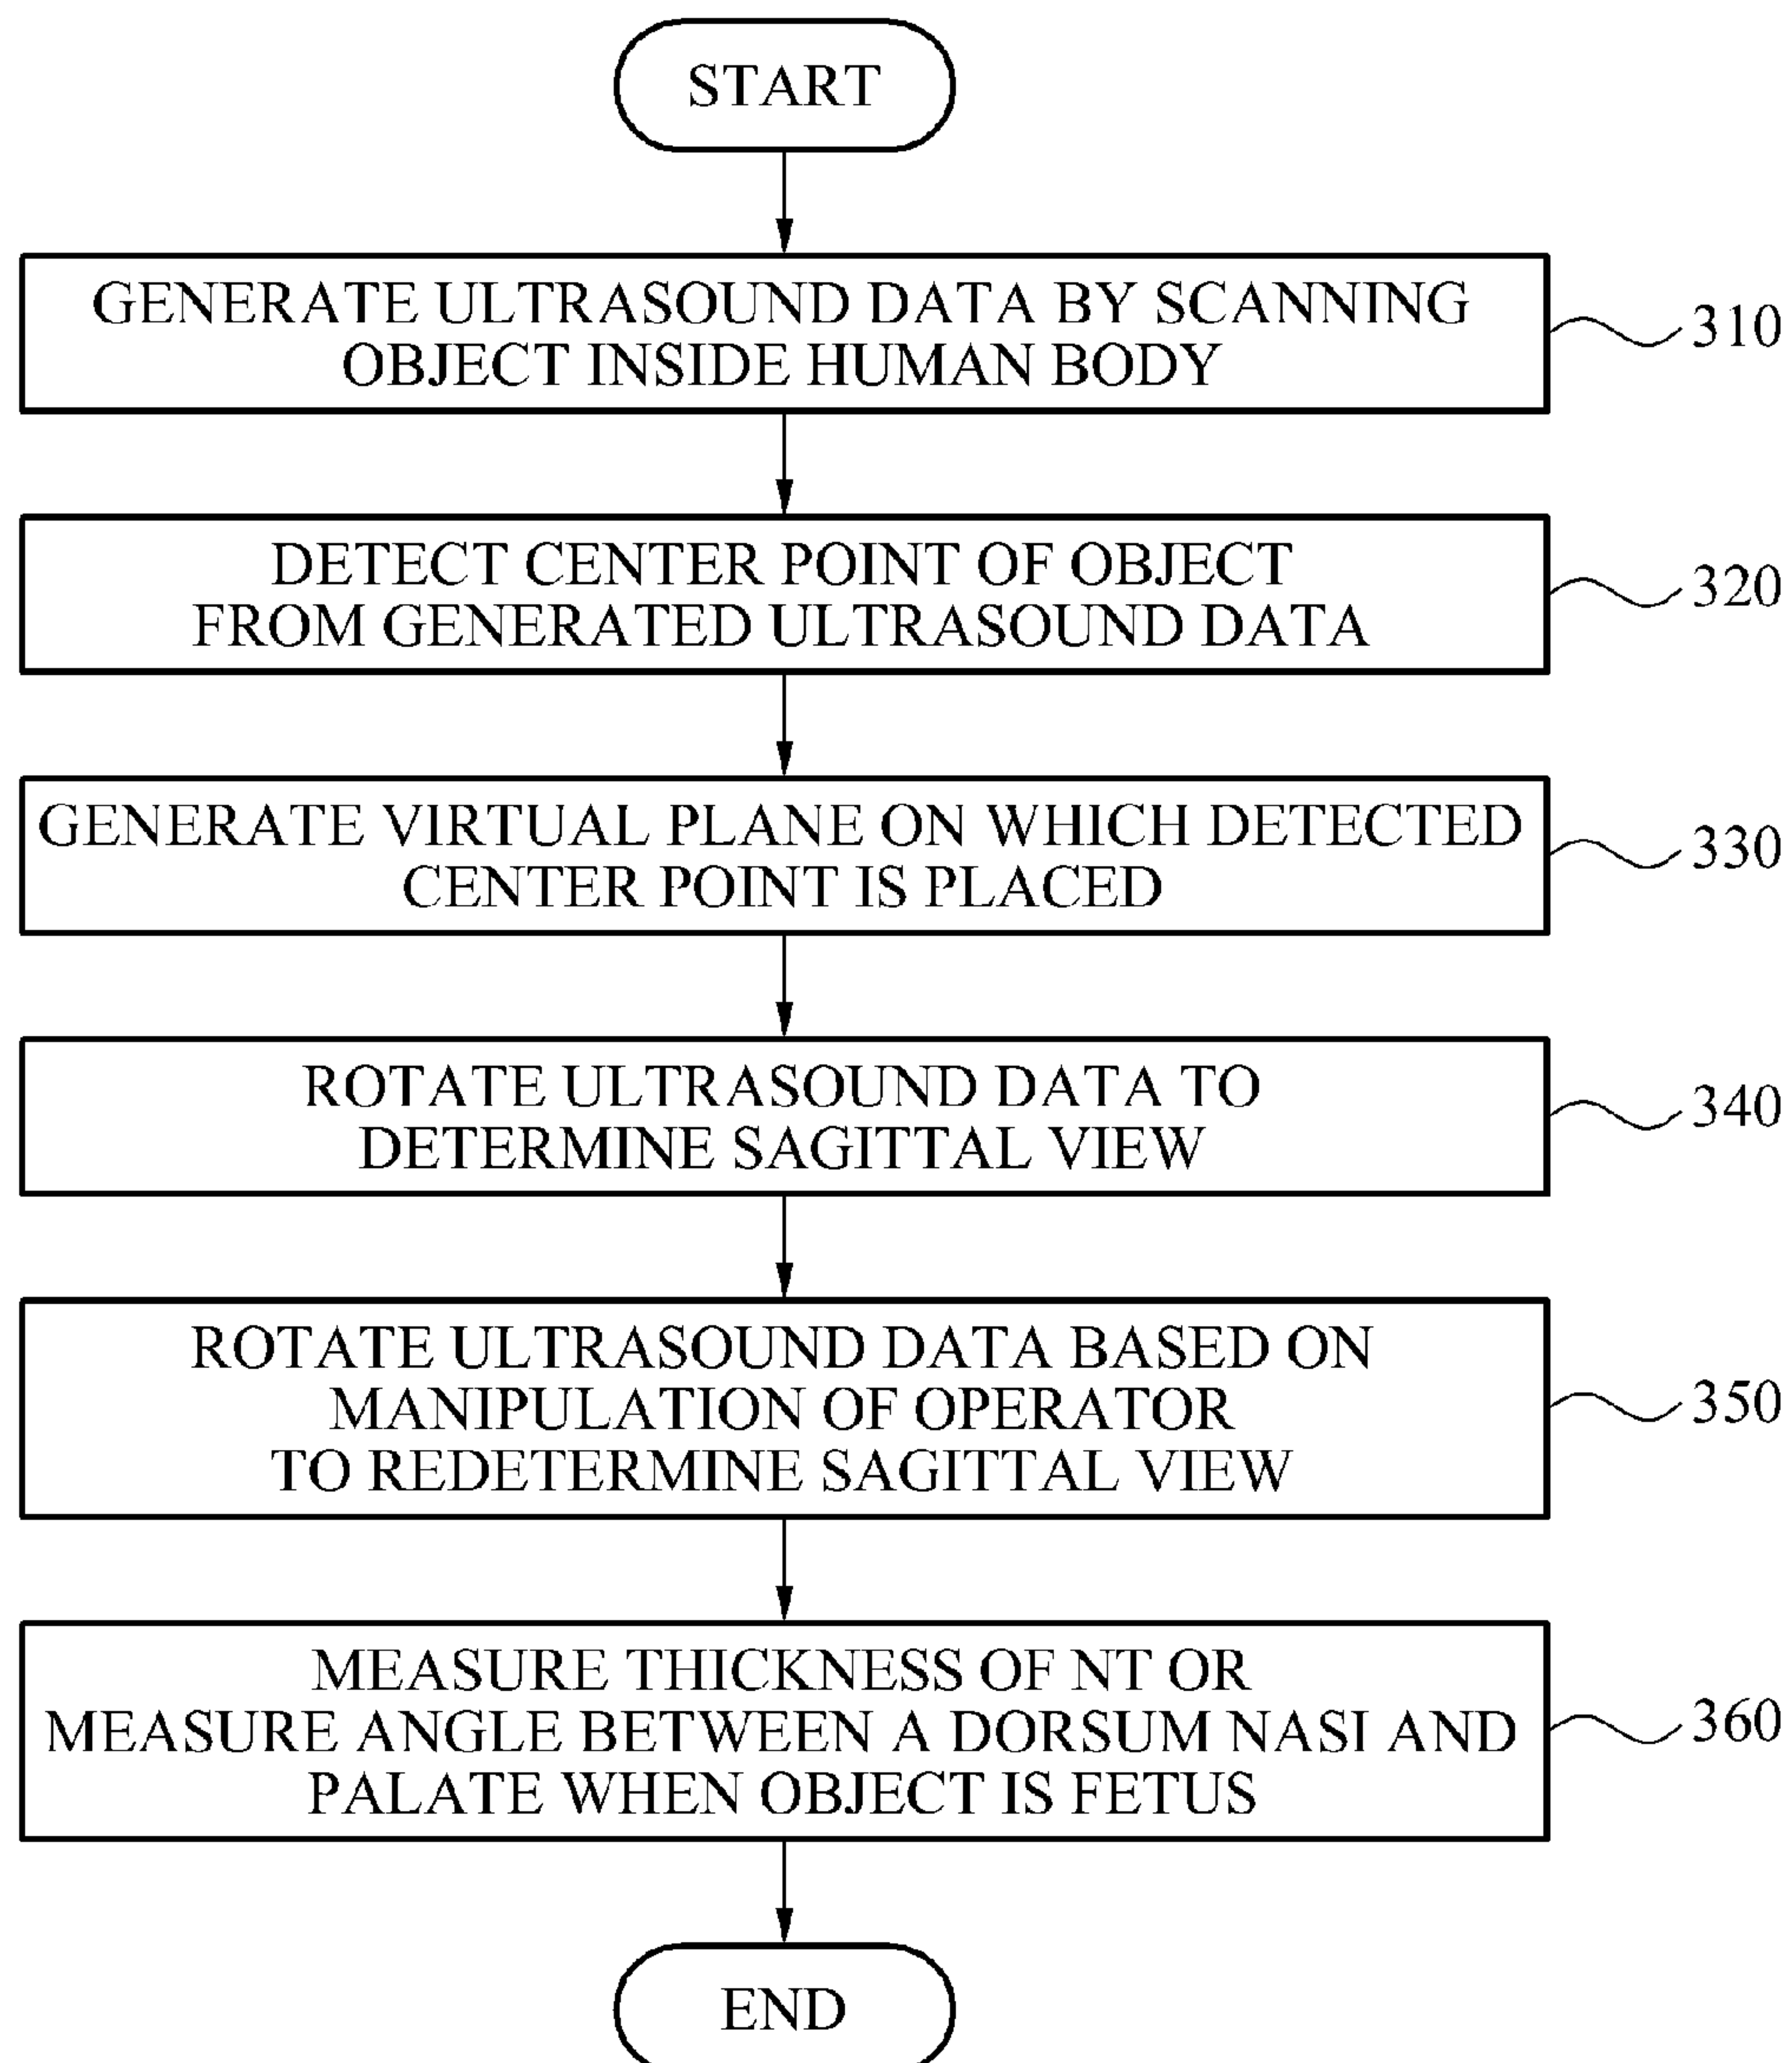 START
GENERATE ULTRASOUND DATA BY SCANNING
OBJECT INSIDE HUMAN BODY
310
DETECT CENTER POINT OF OBJECT
FROM GENERATED ULTRASOUND DATA
320
GENERATE VIRTUAL PLANE ON WHICH DETECTED
CENTER POINT IS PLACED
330
ROTATE ULTRASOUND DATA TO
DETERMINE SAGITTAL VIEW
340
ROTATE ULTRASOUND DATA BASED ON
MANIPULATION OF OPERATOR
TO REDETERMINE SAGITTAL VIEW
350
MEASURE THICKNESS OF NT OR
MEASURE ANGLE BETWEEN A DORSUM NASI AND
PALATE WHEN OBJECT IS FETUS
360
END